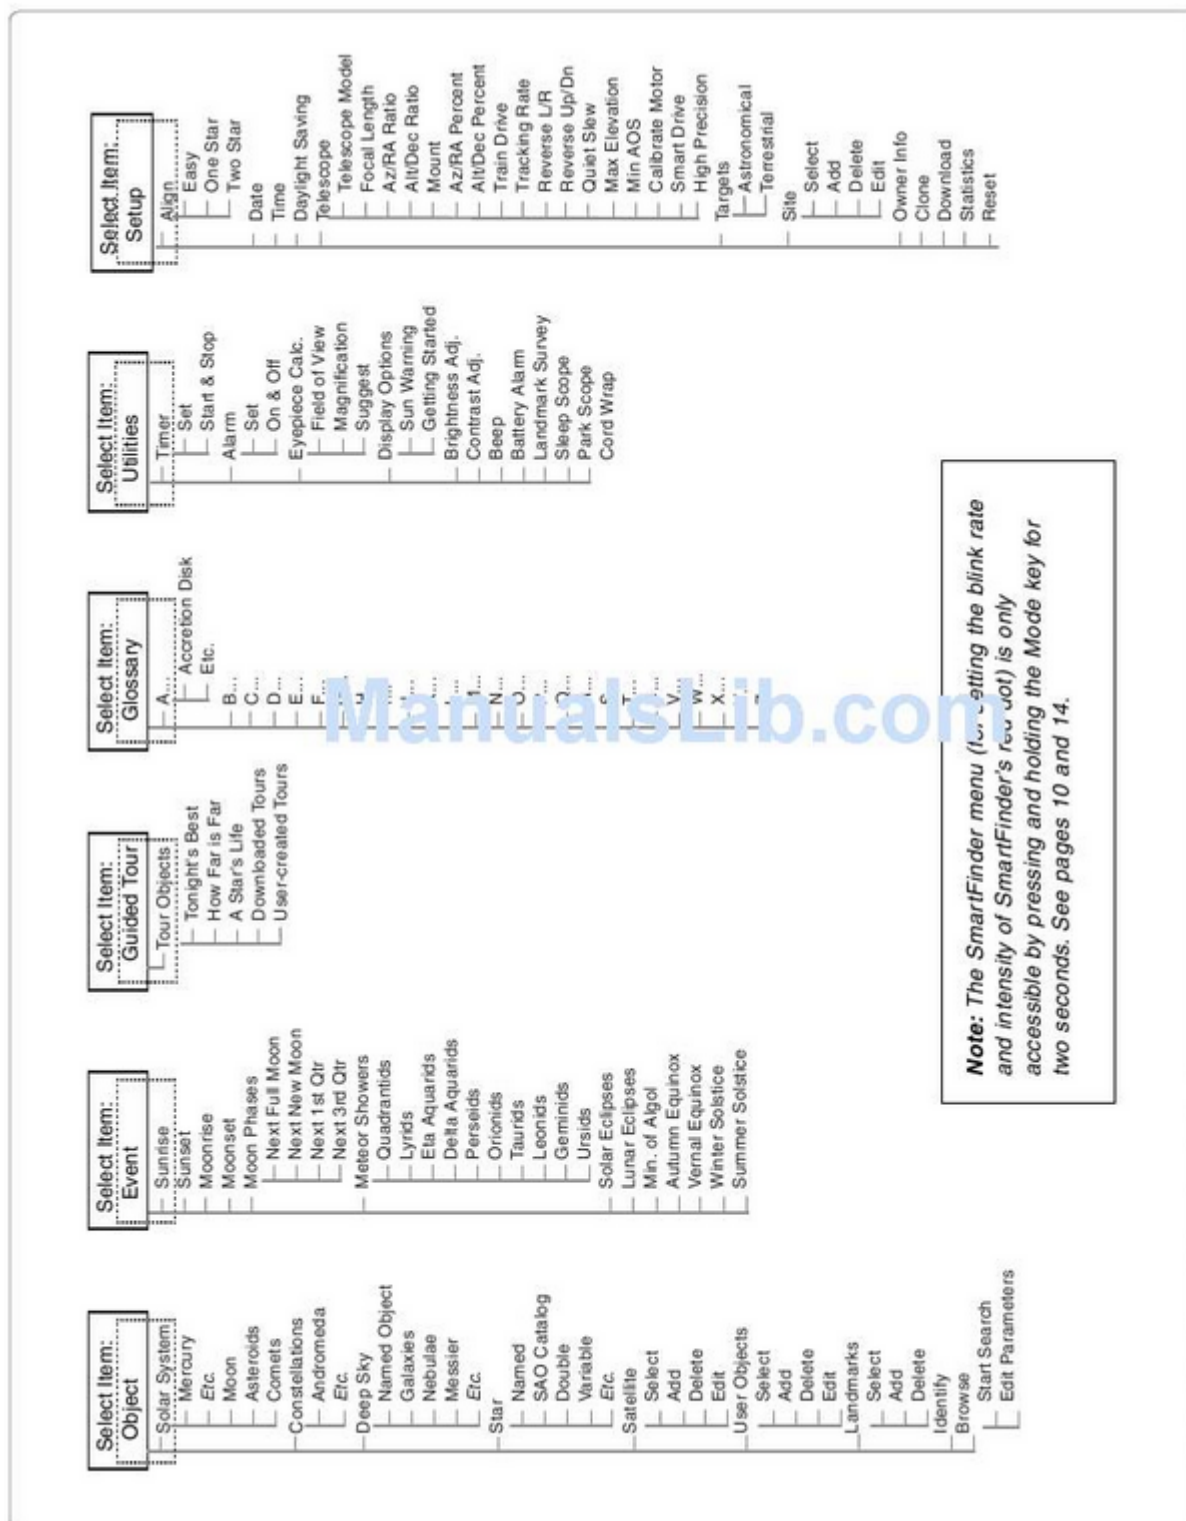 Select Item:
Object
Solar System
Mercury
Etc.
Moon
Asteroids
Comets
Constellations
Andromeda
Etc.
Deep Sky
Named Object
Galaxies
Nebulae
Messier
Etc.
Star
Named
SAO Catalog
Double
Variable
Etc.
Satellite
Select
Add
Delete
Edit
User Objects
Select
Add
Delete
Edit
Landmarks
Select
Add
Delete
Identify
Browse
Start Search
Edit Parameters
Select Item:
Event
Sunrise
Sunset
Moonrise
Moonset
Moon Phases
Next Full Moon
Next New Moon
Next 1st Qtr
Next 3rd Qtr
Meteor Showers
Quadrantids
Lyrids
Eta Aquarids
Delta Aquarids
Perseids
Orionids
Taurids
Leonids
Geminids
Ursids
Solar Eclipses
Lunar Eclipses
Min. of Algol
Autumn Equinox
Vernal Equinox
Winter Solstice
Summer Solstice
Select Item:
Guided Tour
Tour Objects
Tonight's Best
How Far is Far
A Star's Life
Downloaded Tours
User-created Tours
Select Item:
Glossary
A...
Accretion Disk
Etc.
B...
C...
D...
E...
F...
N...
O...
T...
V...
W...
X...
Select Item:
Utilities
Timer
Set
Start & Stop
Alarm
Set
On & Off
Eyepiece Calc.
Field of View
Magnification
Suggest
Display Options
Sun Warning
Getting Started
Brightness Adj.
Contrast Adj.
Beep
Battery Alarm
Landmark Survey
Sleep Scope
Park Scope
Cord Wrap
Select Item:
Setup
Align
Easy
One Star
Two Star
Date
Time
Daylight Saving
Telescope
Telescope Model
Focal Length
Az/RA Ratio
Alt/Dec Ratio
Mount
Az/RA Percent
Alt/Dec Percent
Train Drive
Tracking Rate
Reverse L/R
Reverse Up/Dn
Quiet Slew
Max Elevation
Min AOS
Calibrate Motor
Smart Drive
High Precision
Targets
Astronomical
Terrestrial
Site
Select
Add
Delete
Edit
Owner Info
Clone
Download
Statistics
Reset
Note: The SmartFinder menu (for setting the blink rate
and intensity of SmartFinder's red dot) is only
accessible by pressing and holding the Mode key for
two seconds. See pages 10 and 14.
ManualsLib.com